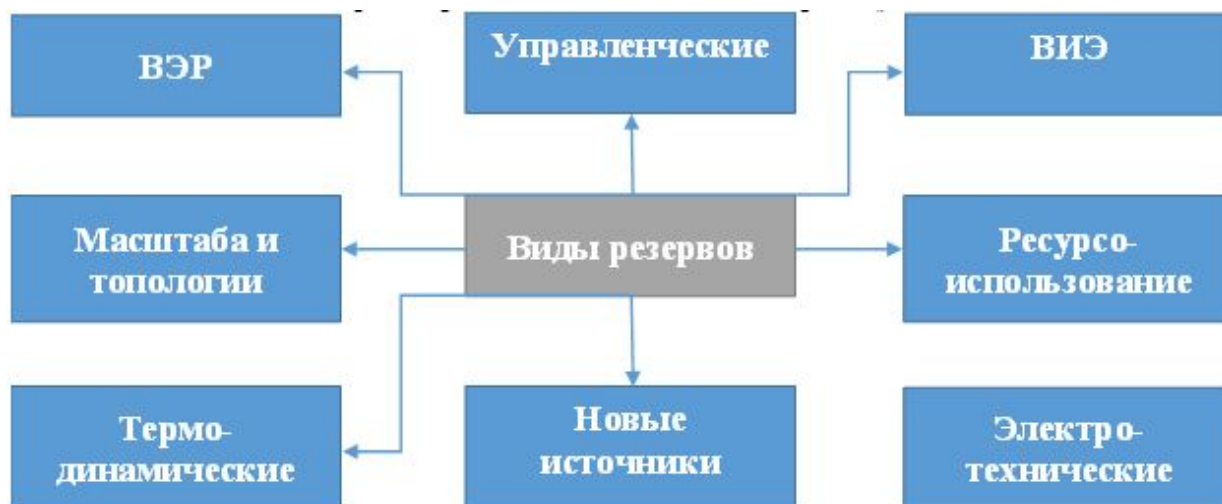 ВЭР
Управленческие
ВИЭ
Масштаба и
топологии
Виды резервов
Ресурсо-
использование
Термо-
динамические
Новые
источники
Электро-
технические